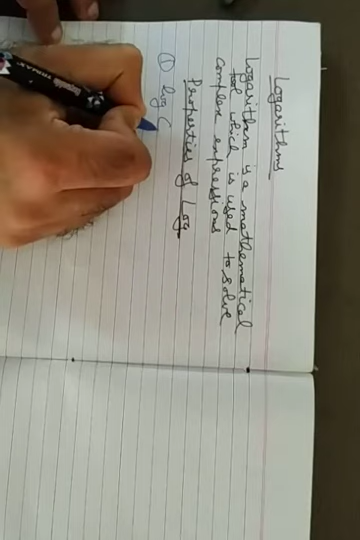 Logarithms
Logarithm is a mathematical
tool which is used to solve
complex expressions
Properties of Log
① log (